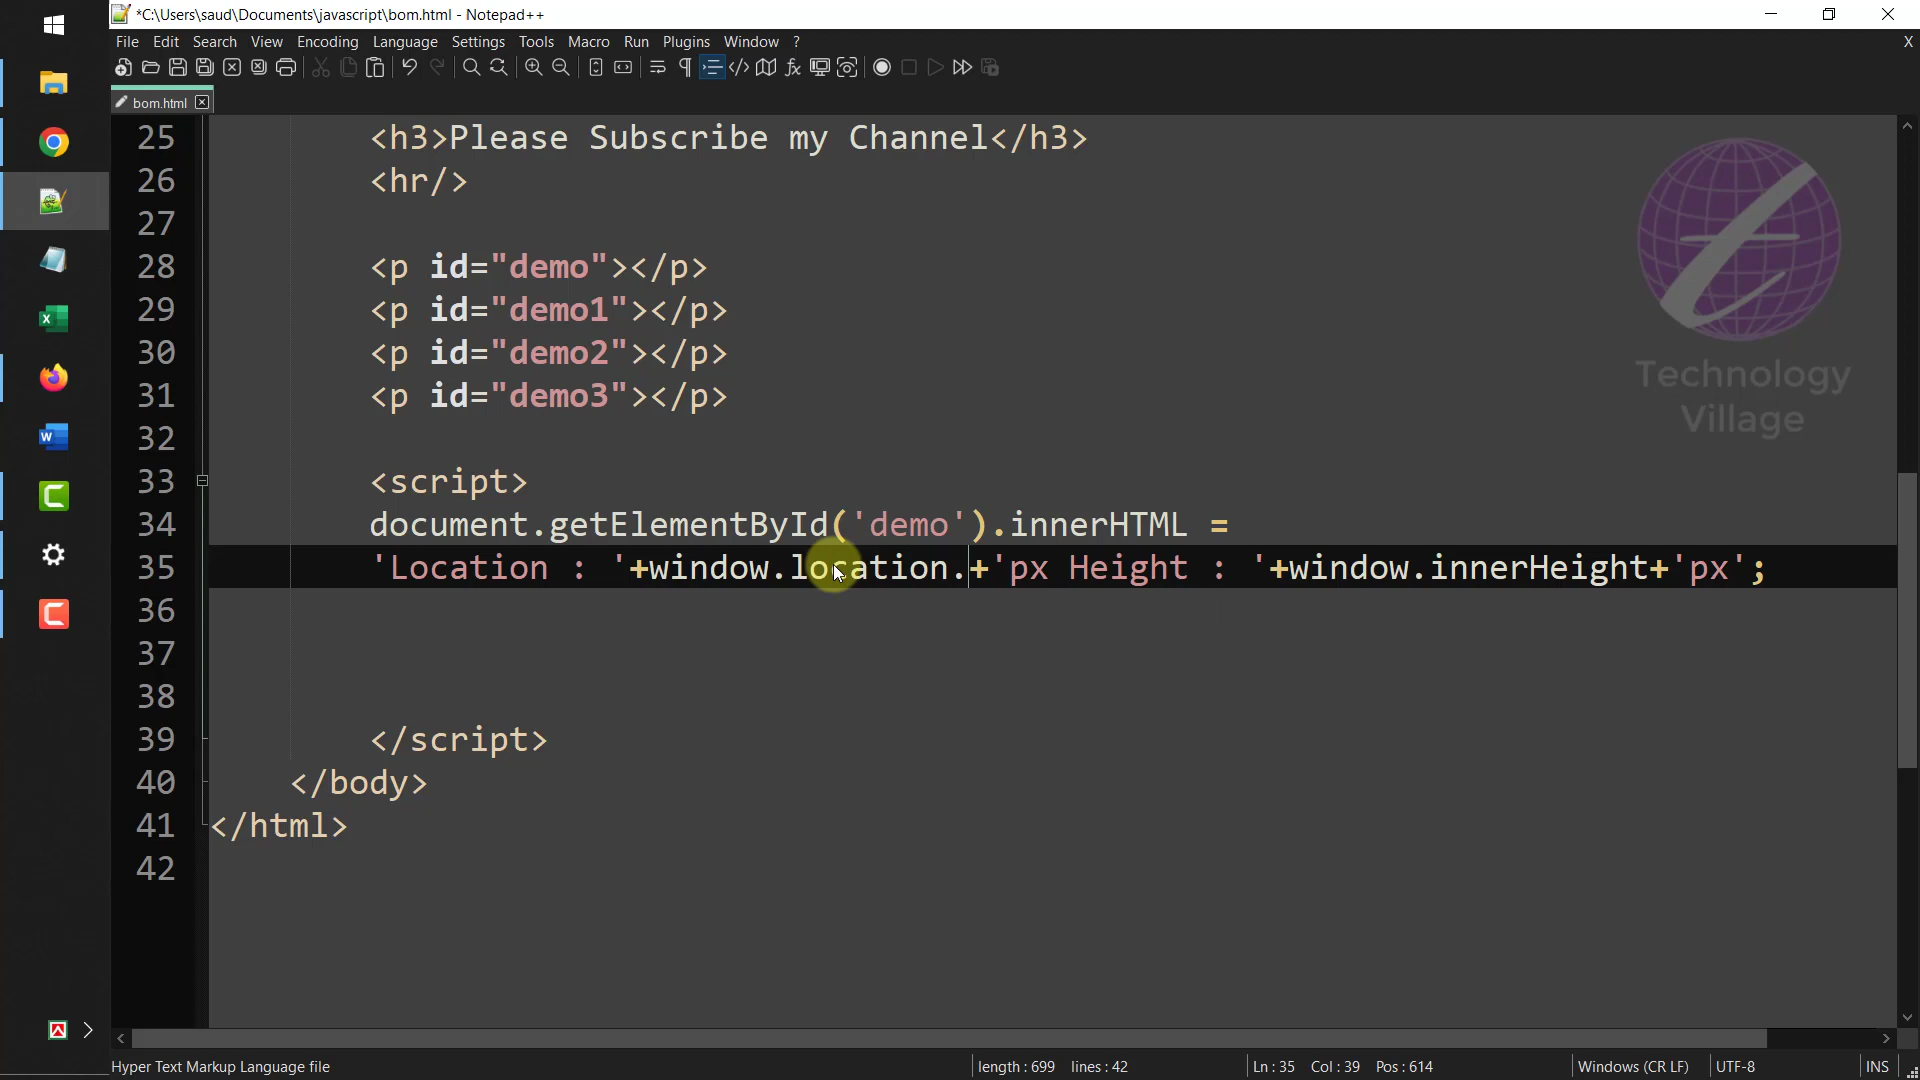 *C:\Users\saud\Documents\javascript\bom.html - Notepad++
File Edit Search View Encoding Language Settings Tools Macro Run Plugins Window ? X
bom.html
25 <h3>Please Subscribe my Channel</h3>
26 <hr/>
27
28 <p id="demo"></p>
29 <p id="demo1"></p>
30 <p id="demo2"></p>
31 <p id="demo3"></p>
32
33 <script>
34 document.getElementById('demo').innerHTML =
35 'Location : '+window.location.+'px Height : '+window.innerHeight+'px';
36
37
38
39 </script>
40 </body>
41 </html>
42
Technology
Village
Hyper Text Markup Language file length : 699 lines : 42 Ln : 35 Col : 39 Pos : 614 Windows (CR LF) UTF-8 INS